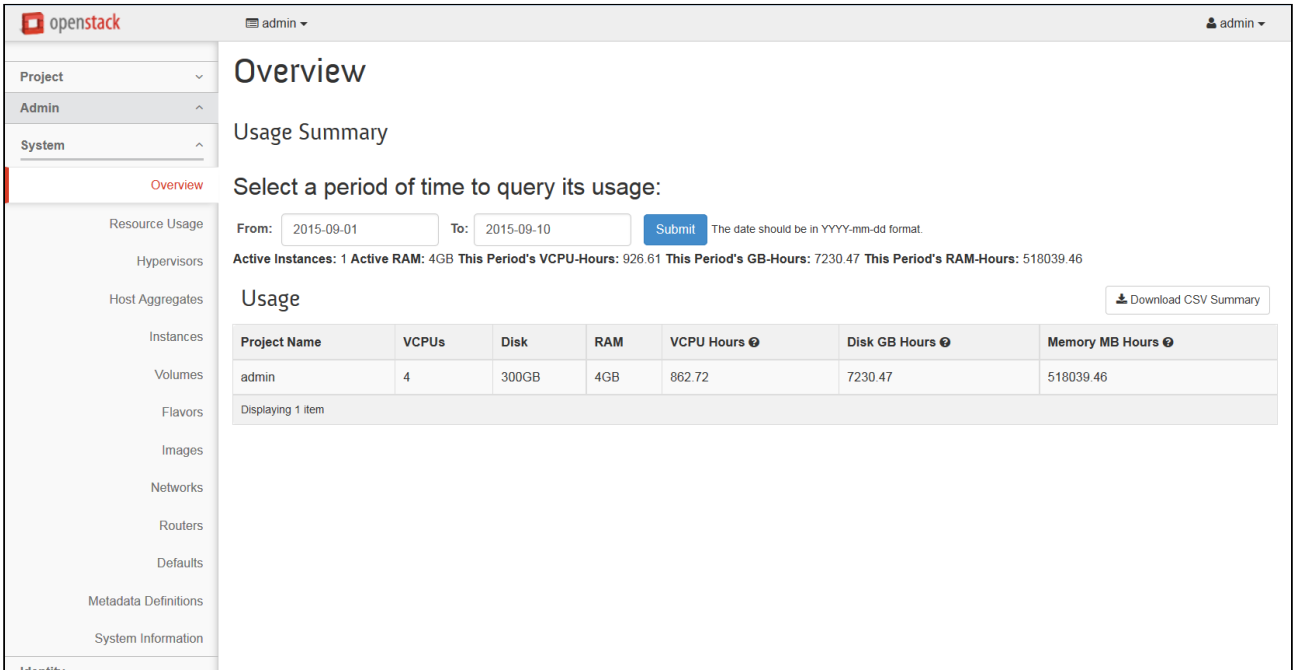 openstack
admin
admin
Project
Admin
System
Overview
Resource Usage
Hypervisors
Host Aggregates
Instances
Volumes
Flavors
Images
Networks
Routers
Defaults
Metadata Definitions
System Information
Identity
Overview
Usage Summary
Select a period of time to query its usage:
From: 2015-09-01 To: 2015-09-10 Submit The date should be in YYYY-mm-dd format.
Active Instances: 1 Active RAM: 4GB This Period's VCPU-Hours: 926.61 This Period's GB-Hours: 7230.47 This Period's RAM-Hours: 518039.46
Usage
Download CSV Summary
Project Name VCPUs Disk RAM VCPU Hours Disk GB Hours Memory MB Hours
admin 4 300GB 4GB 862.72 7230.47 518039.46
Displaying 1 item